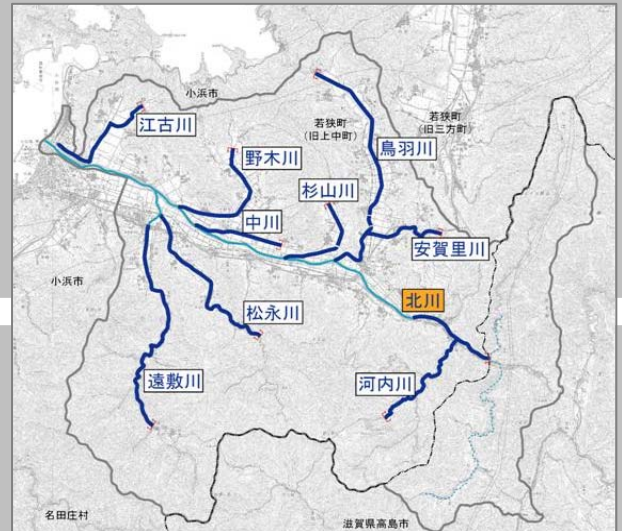 小浜市
江古川
若狭町
(旧上中町)
若狭町
(旧三方町)
野木川
鳥羽川
杉山川
中川
安賀里川
小浜市
北川
松永川
遠敷川
河内川
名田庄村
滋賀県高島市